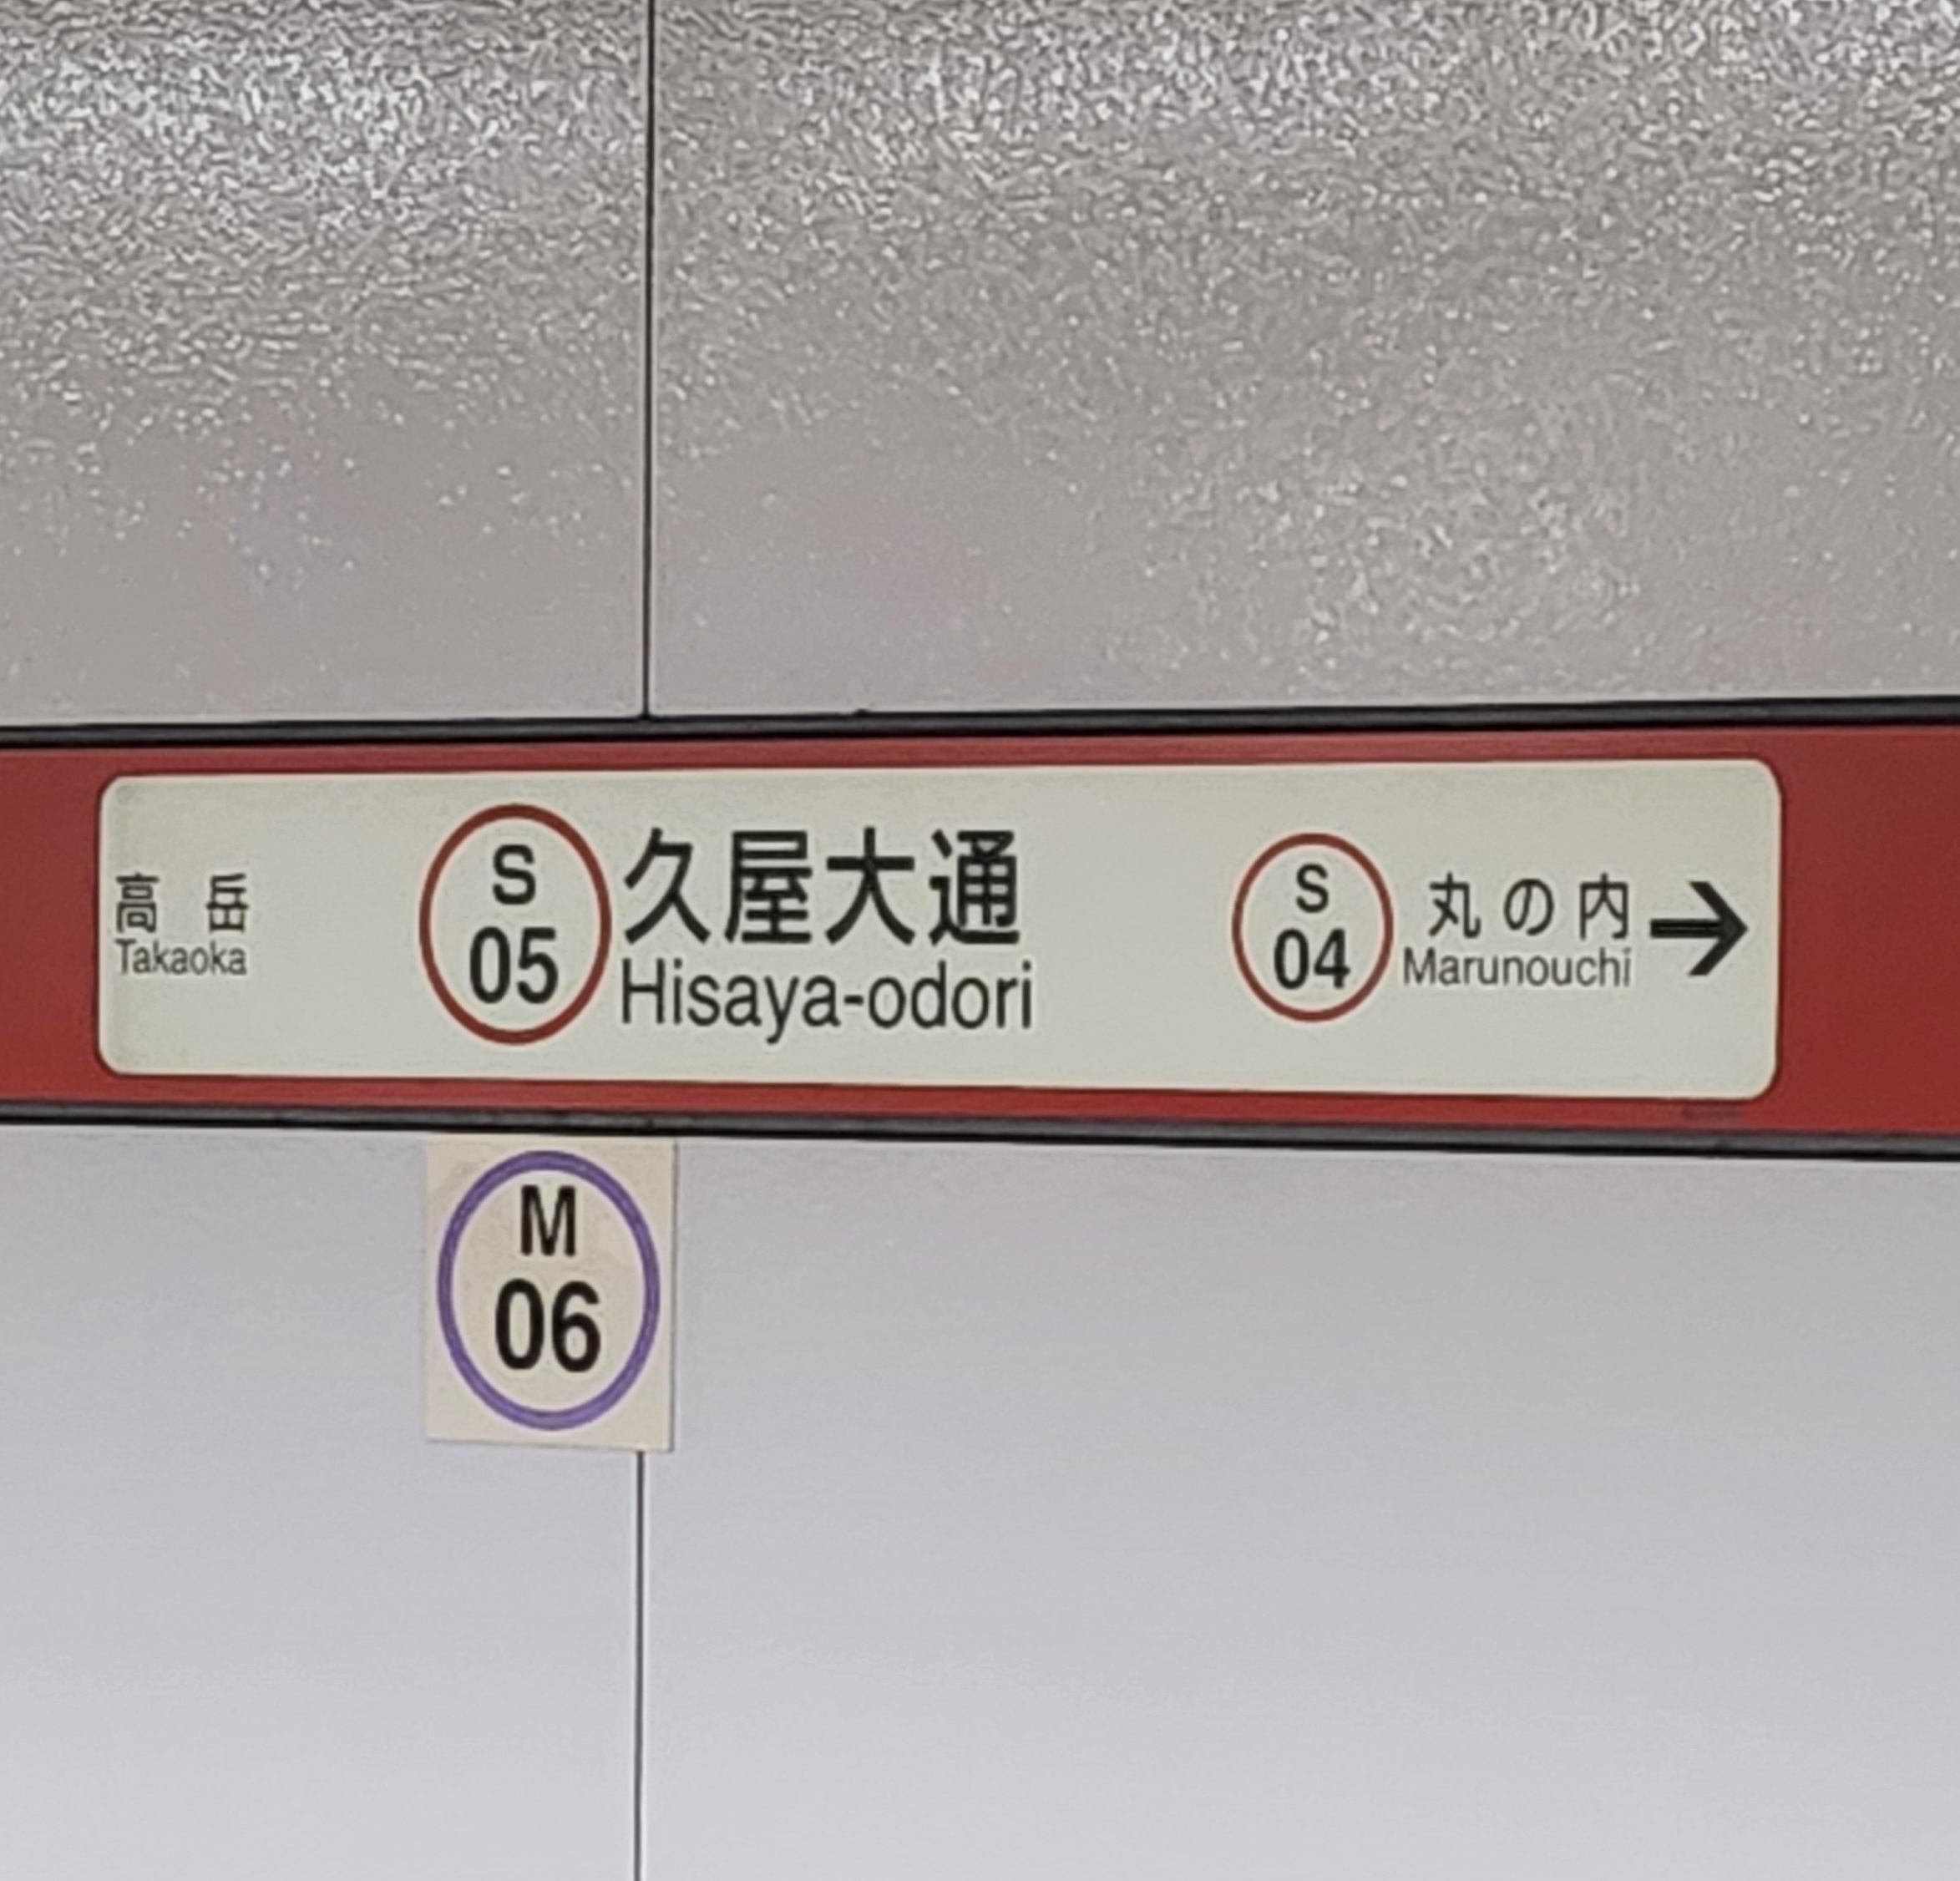 高岳
Takaoka
S
05
久屋大通
Hisaya-odori
S
04
丸の内
Marunouchi
→
M
06